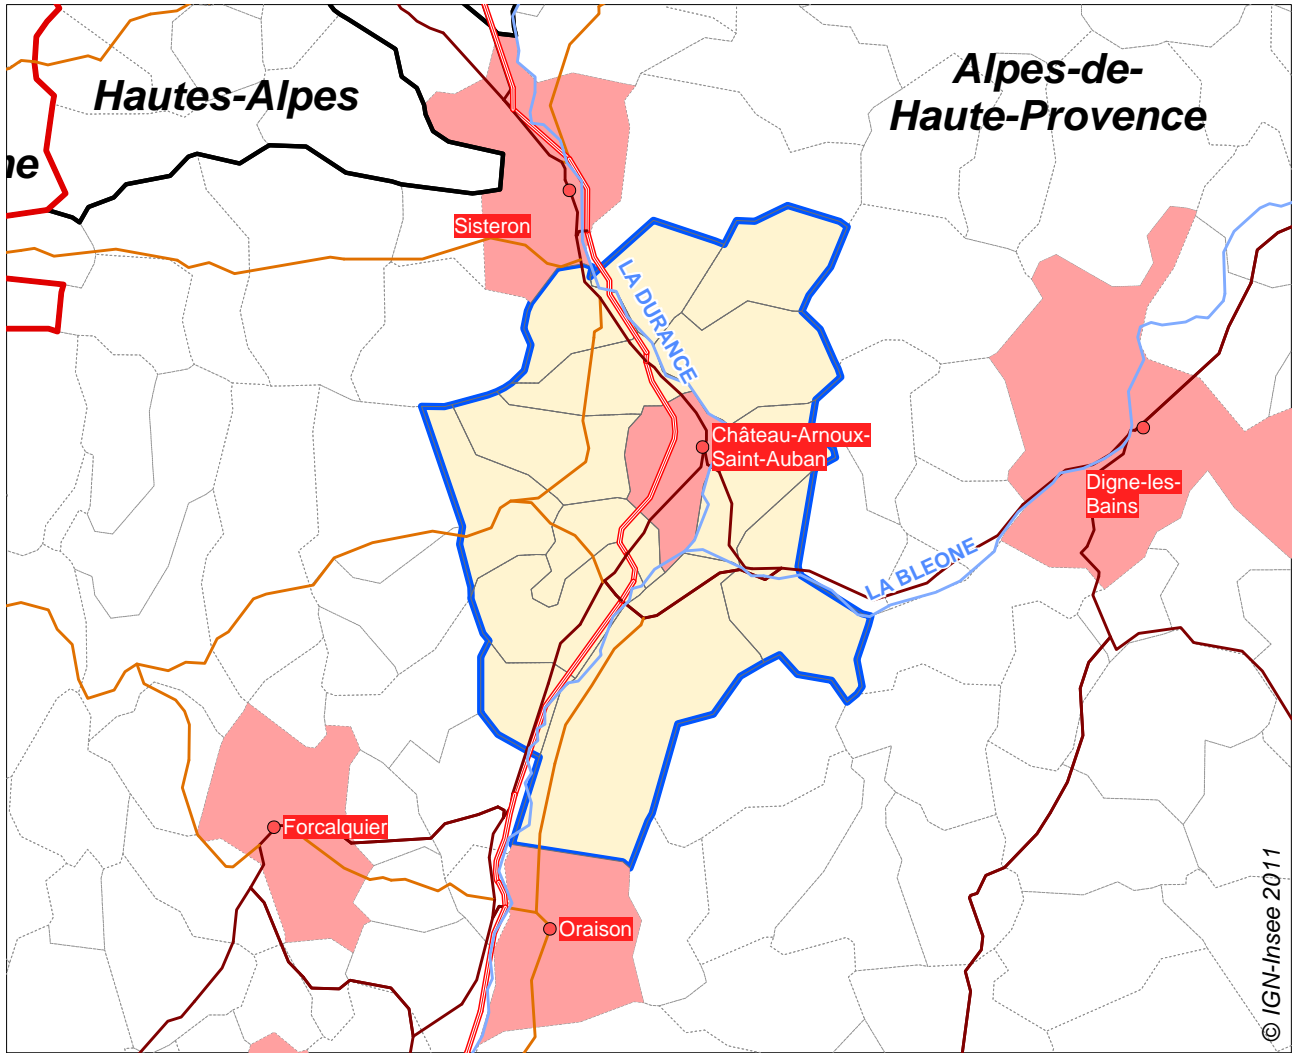 Alpes-de-
Haute-Provence
Hautes-Alpes
ne
Sisteron
LA DURANCE
Château-Arnoux-
Saint-Auban
Digne-les-
Bains
LA BLEONE
Forcalquier
Oraison
© IGN-Insee 2011